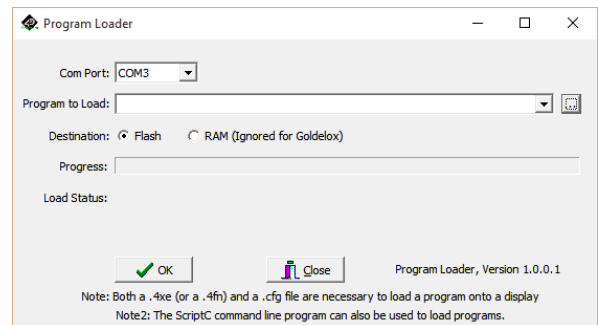 Program Loader
Com Port: COM3
Program to Load:
Destination: Flash RAM (Ignored for Goldelox)
Progress:
Load Status:
OK Close Program Loader, Version 1.0.0.1
Note: Both a .4xe (or a .4fn) and a .cfg file are necessary to load a program onto a display
Note2: The ScriptC command line program can also be used to load programs.